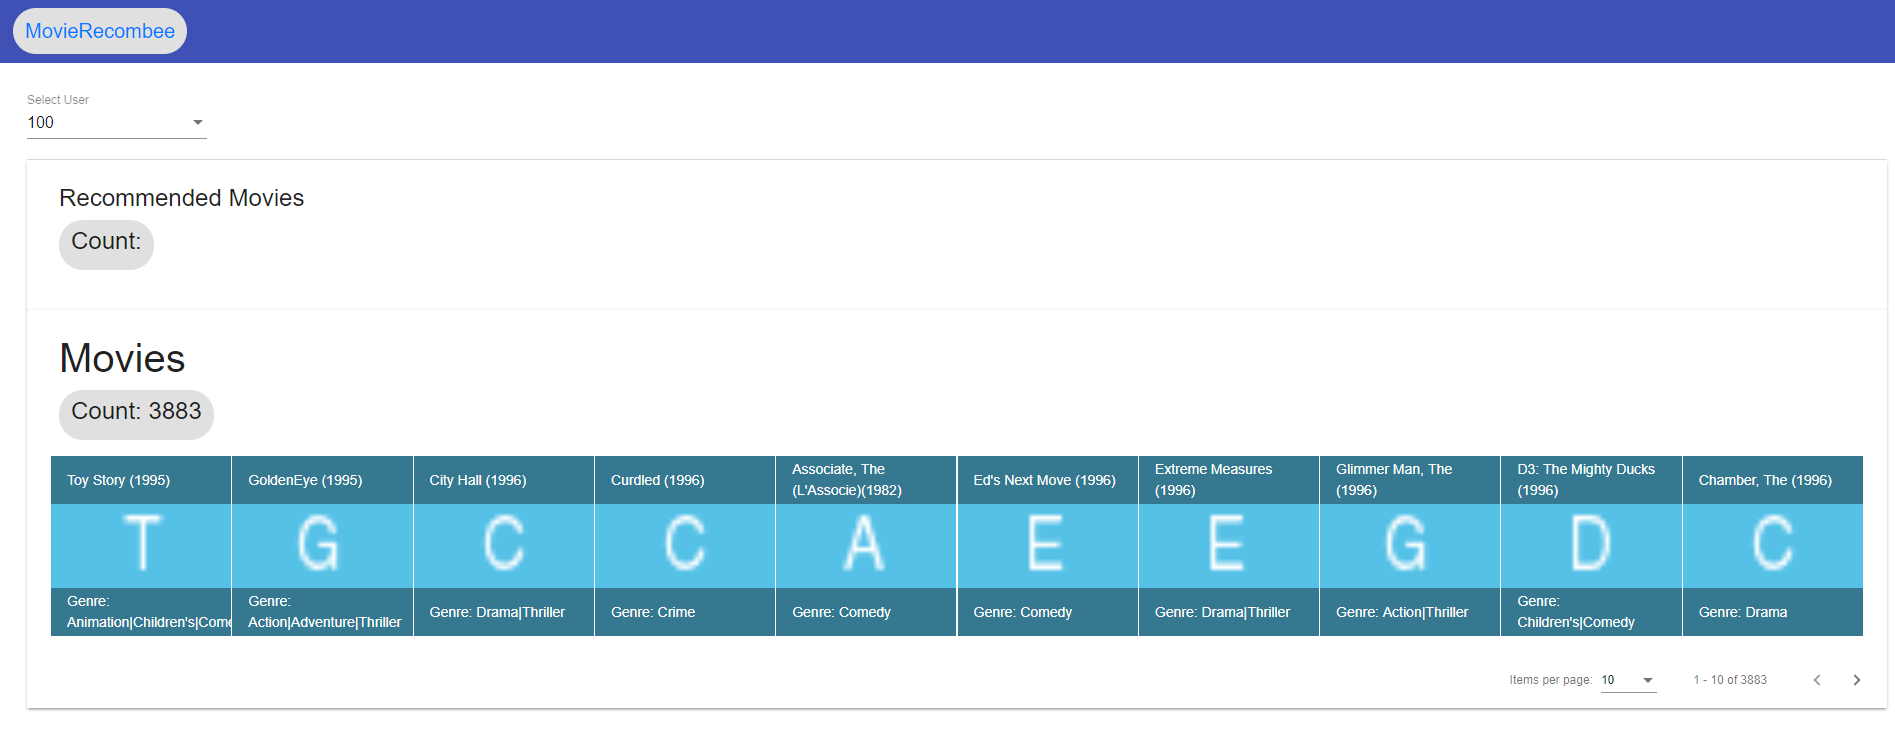 MovieRecombee
Select User
100
Recommended Movies
Count:
Movies
Count: 3883
Toy Story (1995)
T
Genre:
Animation|Children's|Come
GoldenEye (1995)
G
Genre:
Action|Adventure|Thriller
City Hall (1996)
C
Genre: Drama|Thriller
Curdled (1996)
C
Genre: Crime
Associate, The
(L'Associe)(1982)
A
Genre: Comedy
Ed's Next Move (1996)
E
Genre: Comedy
Extreme Measures
(1996)
E
Genre: Drama|Thriller
Glimmer Man, The
(1996)
G
Genre: Action|Thriller
D3: The Mighty Ducks
(1996)
D
Genre:
Children's|Comedy
Chamber, The (1996)
C
Genre: Drama
Items per page: 10
1 - 10 of 3883